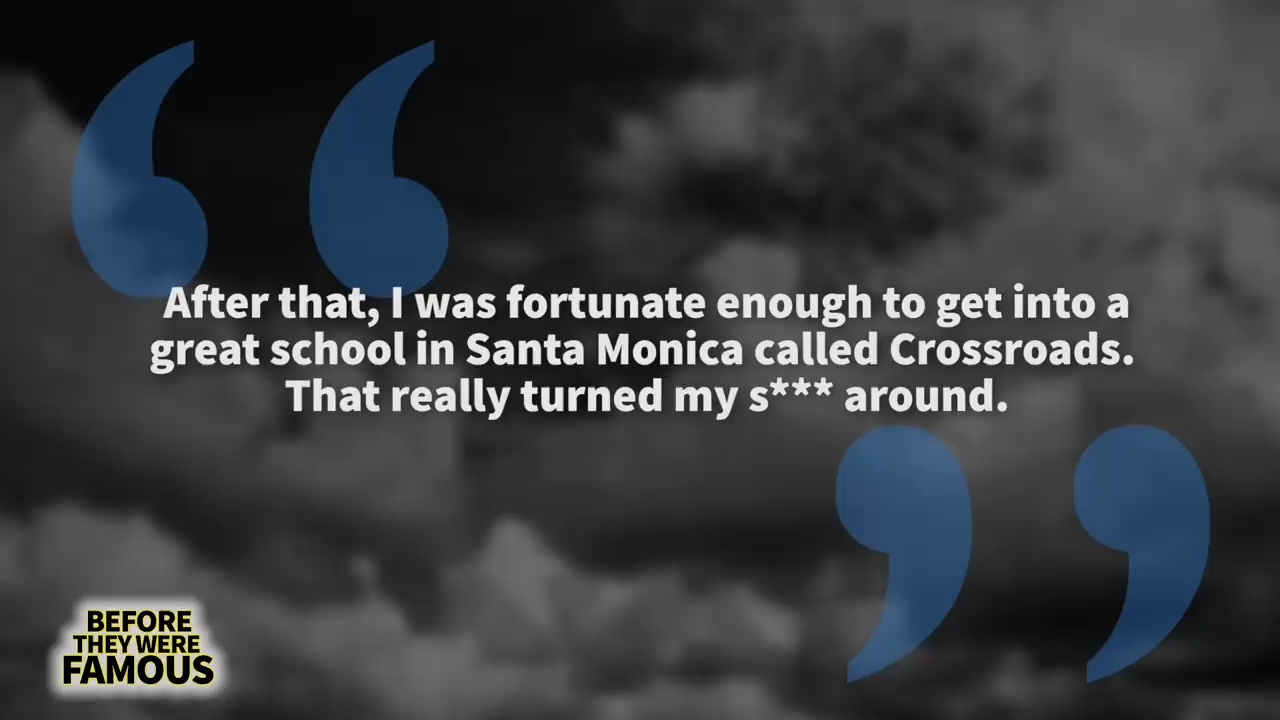 After that, I was fortunate enough to get into a
great school in Santa Monica called Crossroads.
That really turned my s*** around.
BEFORE
THEY WERE
FAMOUS